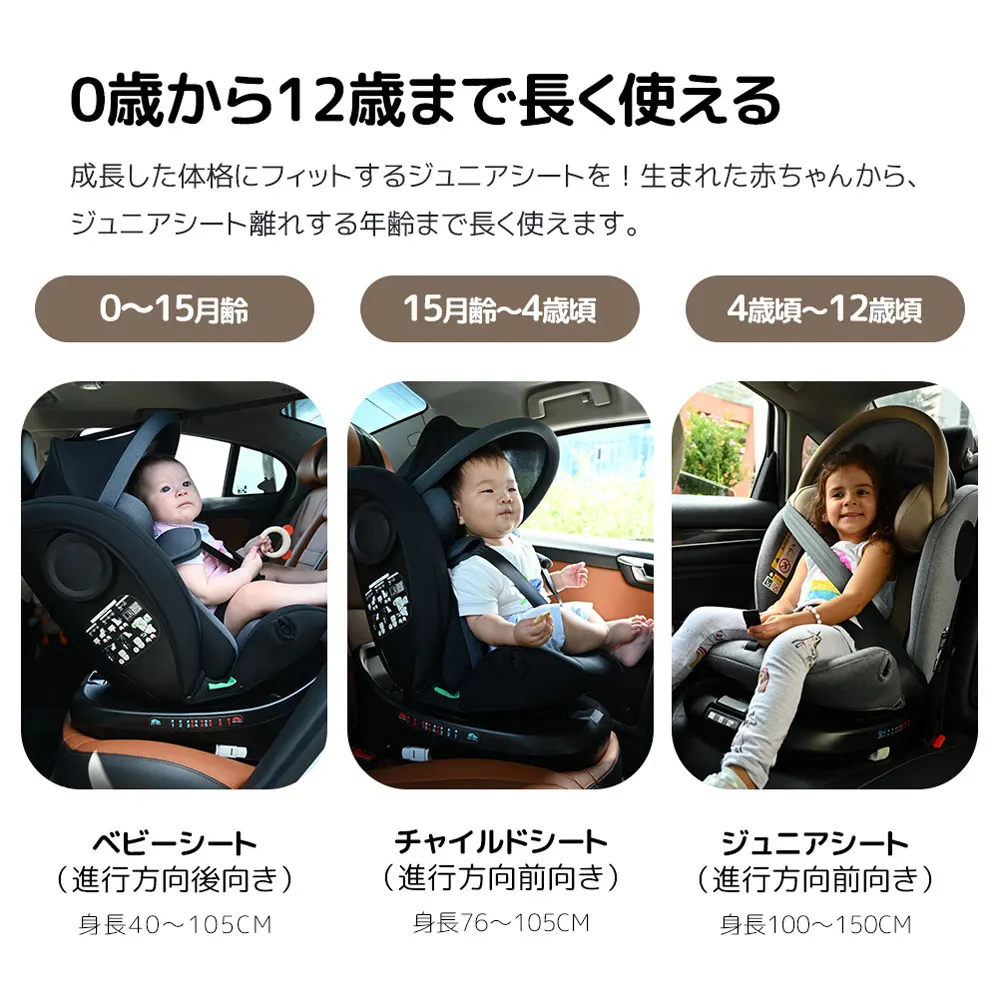 0歳から12歳まで長く使える
成長した体格にフィットするジュニアシートを！生まれた赤ちゃんから、
ジュニアシート離れする年齢まで長く使えます。
0〜15月齢
15月齢〜4歳頃
4歳頃〜12歳頃
ベビーシート
（進行方向後向き）
身長40〜105CM
チャイルドシート
（進行方向前向き）
身長76〜105CM
ジュニアシート
（進行方向前向き）
身長100〜150CM